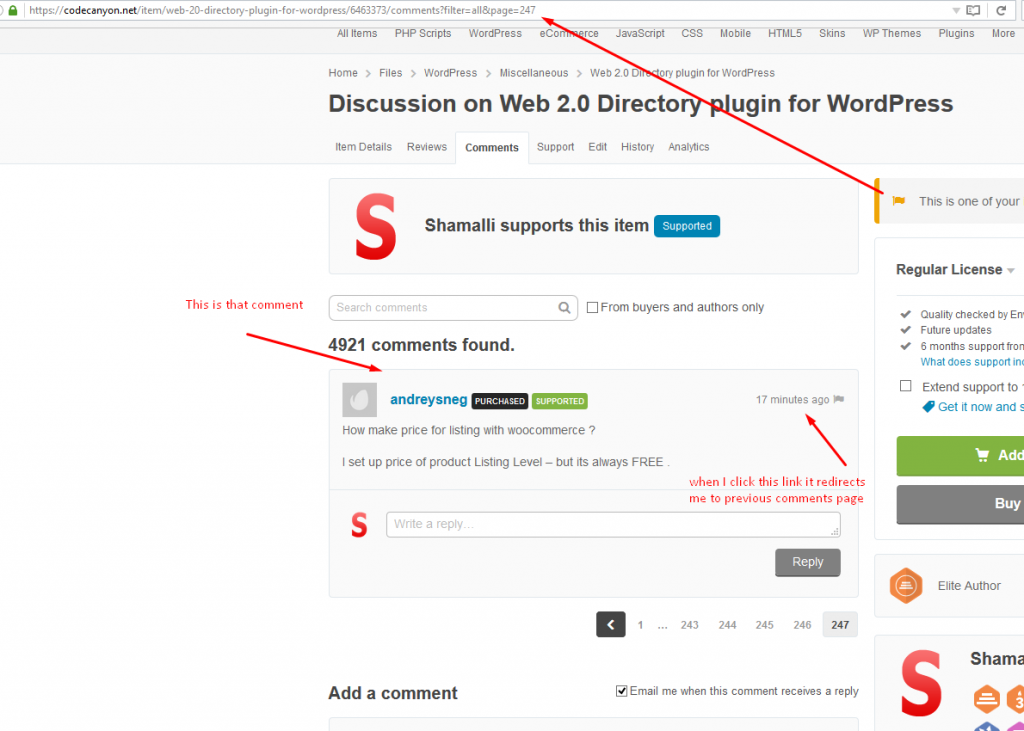 https://codecanyon.net/item/web-20-directory-plugin-for-wordpress/6463373/comments?filter=all&page=247
All Items PHP Scripts WordPress eCommerce JavaScript CSS Mobile HTML5 Skins WP Themes Plugins More
Home > Files > WordPress > Miscellaneous > Web 2.0 Directory plugin for WordPress
Discussion on Web 2.0 Directory plugin for WordPress
Item Details Reviews Comments Support Edit History Analytics
This is one of your
S
Shamalli supports this item Supported
Regular License
This is that comment
Search comments
From buyers and authors only
Quality checked by Env
Future updates
6 months support from
What does support inc
4921 comments found.
Extend support to 1
Get it now and s
andreysneg PURCHASED SUPPORTED
17 minutes ago
How make price for listing with woocommerce ?
I set up price of product Listing Level – but its always FREE .
Add
when I click this link it redirects
me to previous comments page
Buy
S
Write a reply...
Reply
Elite Author
1 ... 243 244 245 246 247
S
Shama
3
Add a comment
Email me when this comment receives a reply